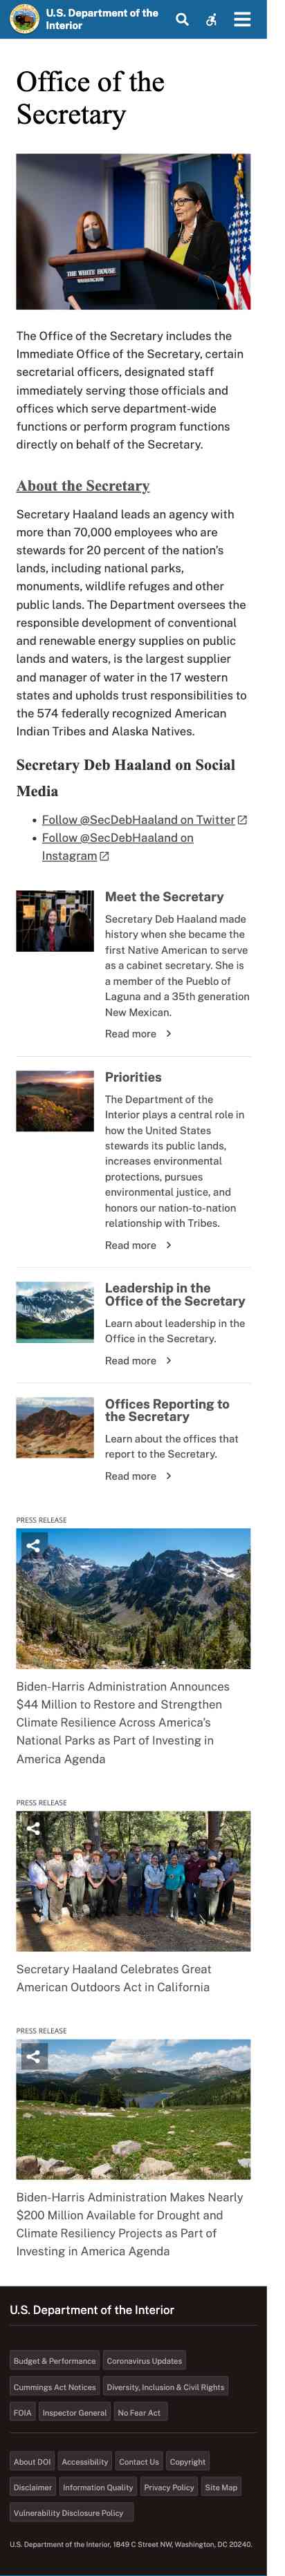 U.S. Department of the
Interior
Office of the
Secretary
THE WHITE HOUSE
WASHINGTON
The Office of the Secretary includes the
Immediate Office of the Secretary, certain
secretarial officers, designated staff
immediately serving those officials and
offices which serve department-wide
functions or perform program functions
directly on behalf of the Secretary.
About the Secretary
Secretary Haaland leads an agency with
more than 70,000 employees who are
stewards for 20 percent of the nation's
lands, including national parks,
monuments, wildlife refuges and other
public lands. The Department oversees the
responsible development of conventional
and renewable energy supplies on public
lands and waters, is the largest supplier
and manager of water in the 17 western
states and upholds trust responsibilities to
the 574 federally recognized American
Indian Tribes and Alaska Natives.
Secretary Deb Haaland on Social
Media
• Follow @SecDebHaaland on Twitter
• Follow @SecDebHaaland on
Instagram
Meet the Secretary
Secretary Deb Haaland made
history when she became the
first Native American to serve
as a cabinet secretary. She is
a member of the Pueblo of
Laguna and a 35th generation
New Mexican.
Read more
Priorities
The Department of the
Interior plays a central role in
how the United States
stewards its public lands,
increases environmental
protections, pursues
environmental justice, and
honors our nation-to-nation
relationship with Tribes.
Read more
Leadership in the
Office of the Secretary
Learn about leadership in the
Office in the Secretary.
Read more
Offices Reporting to
the Secretary
Learn about the offices that
report to the Secretary.
Read more
PRESS RELEASE
Biden-Harris Administration Announces
$44 Million to Restore and Strengthen
Climate Resilience Across America's
National Parks as Part of Investing in
America Agenda
PRESS RELEASE
Secretary Haaland Celebrates Great
American Outdoors Act in California
PRESS RELEASE
Biden-Harris Administration Makes Nearly
$200 Million Available for Drought and
Climate Resiliency Projects as Part of
Investing in America Agenda
U.S. Department of the Interior
Budget & Performance Coronavirus Updates
Cummings Act Notices Diversity, Inclusion & Civil Rights
FOIA Inspector General No Fear Act
About DOI Accessibility Contact Us Copyright
Disclaimer Information Quality Privacy Policy Site Map
Vulnerability Disclosure Policy
U.S. Department of the Interior, 1849 C Street NW, Washington, DC 20240.